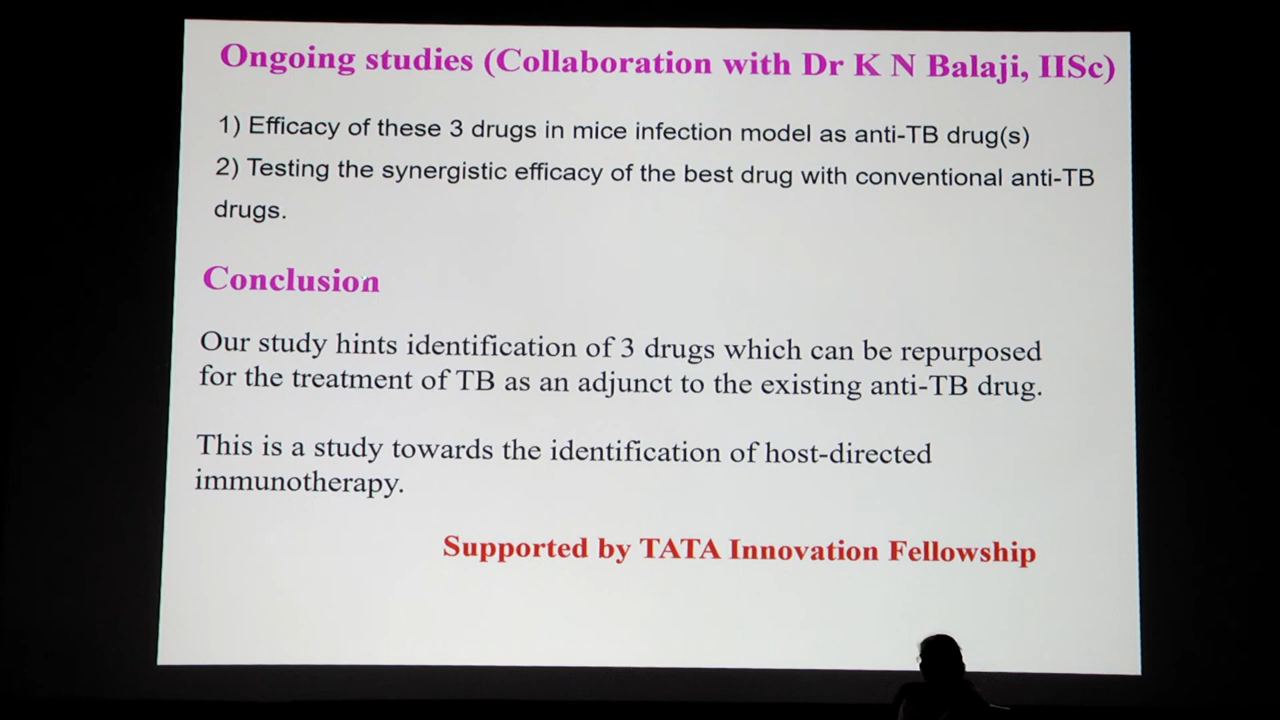 Ongoing studies (Collaboration with Dr K N Balaji, IISc)
1) Efficacy of these 3 drugs in mice infection model as anti-TB drug(s)
2) Testing the synergistic efficacy of the best drug with conventional anti-TB
drugs.
Conclusion
Our study hints identification of 3 drugs which can be repurposed
for the treatment of TB as an adjunct to the existing anti-TB drug.
This is a study towards the identification of host-directed
immunotherapy.
Supported by TATA Innovation Fellowship